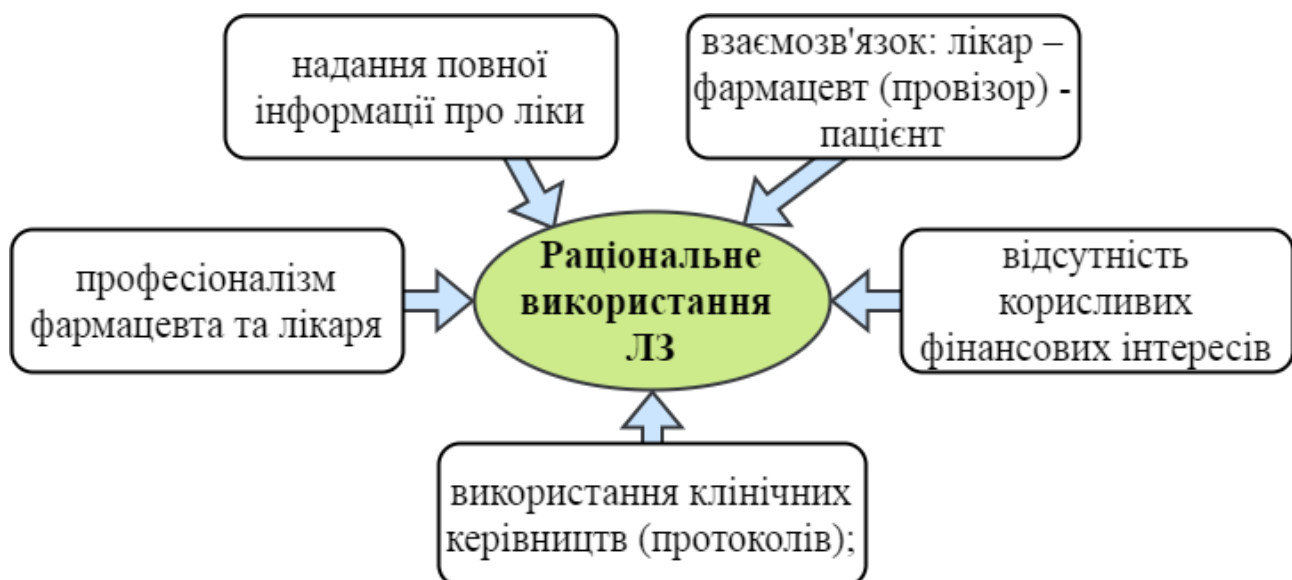 надання повної
інформації про ліки
взаємозв'язок: лікар –
фармацевт (провізор) -
пацієнт
професіоналізм
фармацевта та лікаря
Раціональне
використання
ЛЗ
відсутність
корисливих
фінансових інтересів
використання клінічних
керівництв (протоколів);